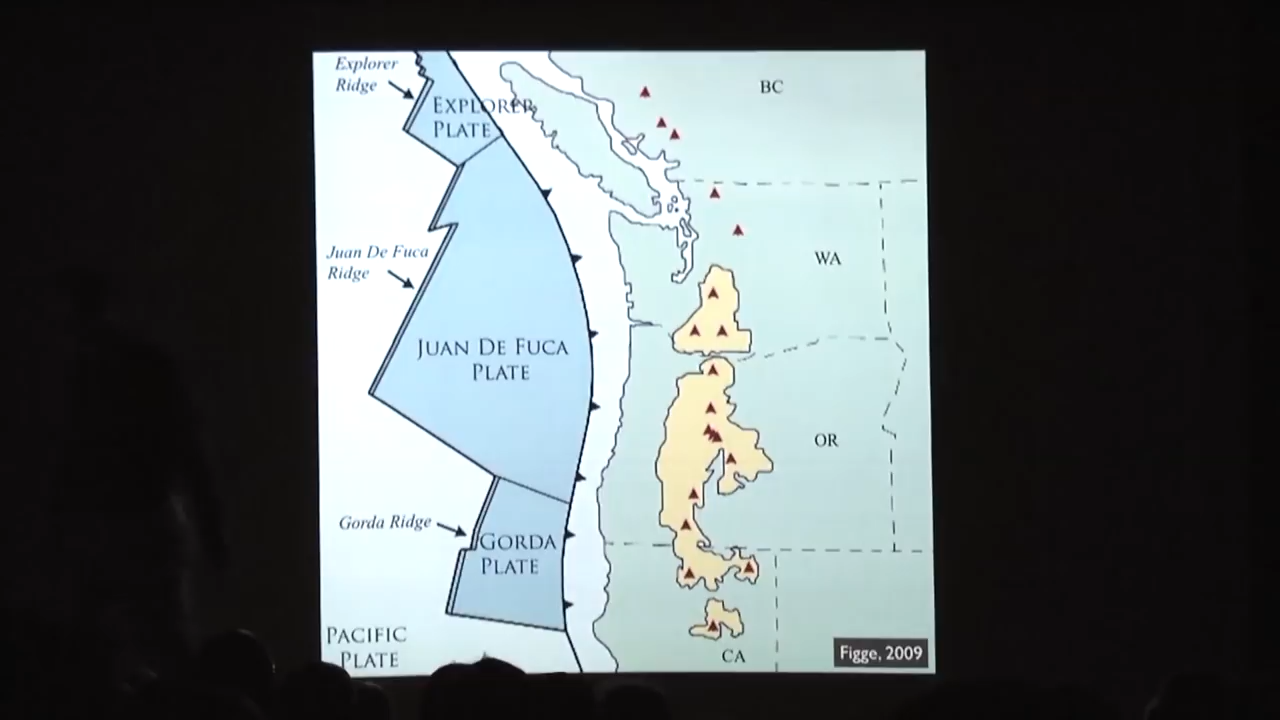 Explorer
Ridge
EXPLORER
PLATE
BC
Juan De Fuca
Ridge
WA
JUAN DE FUCA
PLATE
OR
Gorda Ridge
GORDA
PLATE
PACIFIC
PLATE
CA
Figge, 2009